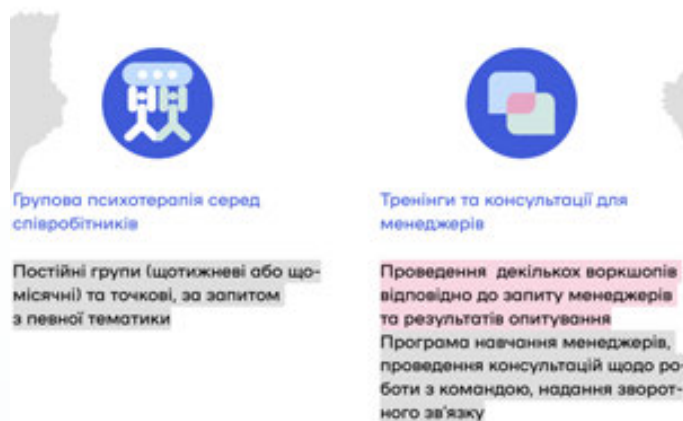 Групова психотерапія серед
співробітників
Постійні групи (щотижневі або що-
місячні) та точкові, за запитом
з певної тематики
Тренінги та консультації для
менеджерів
Проведення декількох воркшопів
відповідно до запиту менеджерів
та результатів опитування
Програма навчання менеджерів,
проведення консультацій щодо ро-
боти з командою, надання зворот-
ного зв'язку